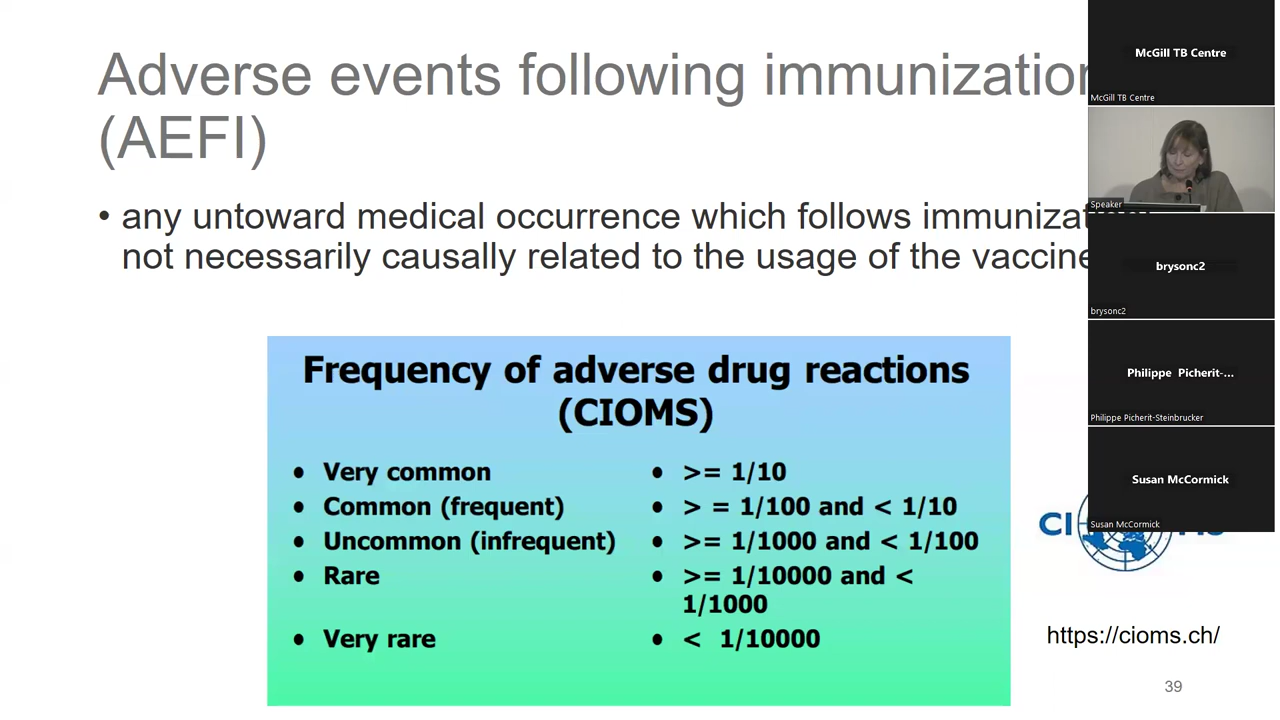 Adverse events following immunization
(AEFI)
• any untoward medical occurrence which follows
not necessarily causally related to the usage of the vaccine
Frequency of adverse drug reactions
(CIOMS)
• Very common • >= 1/10
• Common (frequent) • > = 1/100 and < 1/10
• Uncommon (infrequent) • >= 1/1000 and < 1/100
• Rare • >= 1/10000 and <
1/1000
• Very rare • < 1/10000
https://cioms.ch/
39
McGill TB Centre
McGill TB Centre
Speaker
brysonc2
brysonc2
Philippe Picherit-...
Philippe Picherit-Steinbrucker
Susan McCormick
Susan McCormick